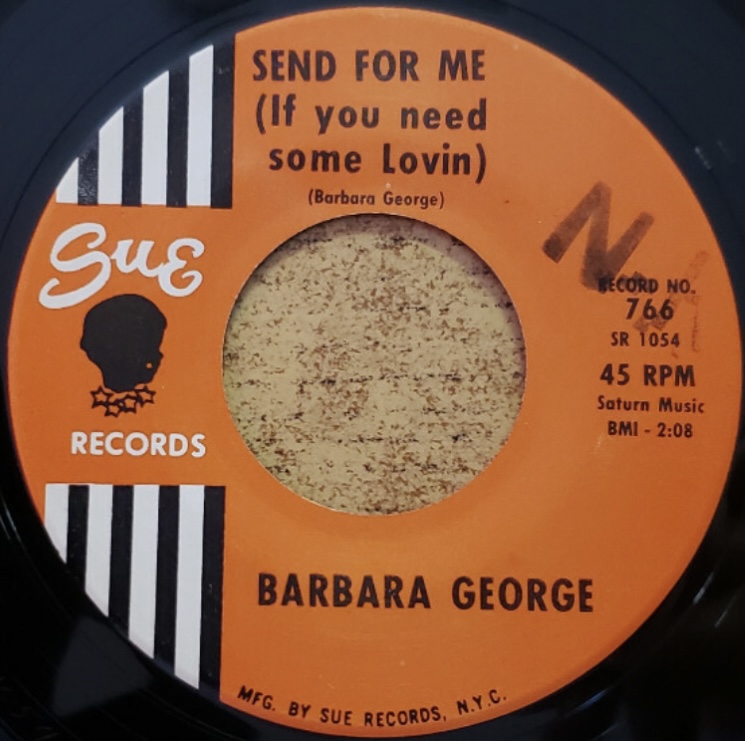 SEND FOR ME
(If you need
some Lovin)
(Barbara George)
Sue
RECORDS
RECORD NO.
766
SR 1054
45 RPM
Saturn Music
BMI - 2:08
BARBARA GEORGE
MFG. BY SUE RECORDS, N.Y.C.